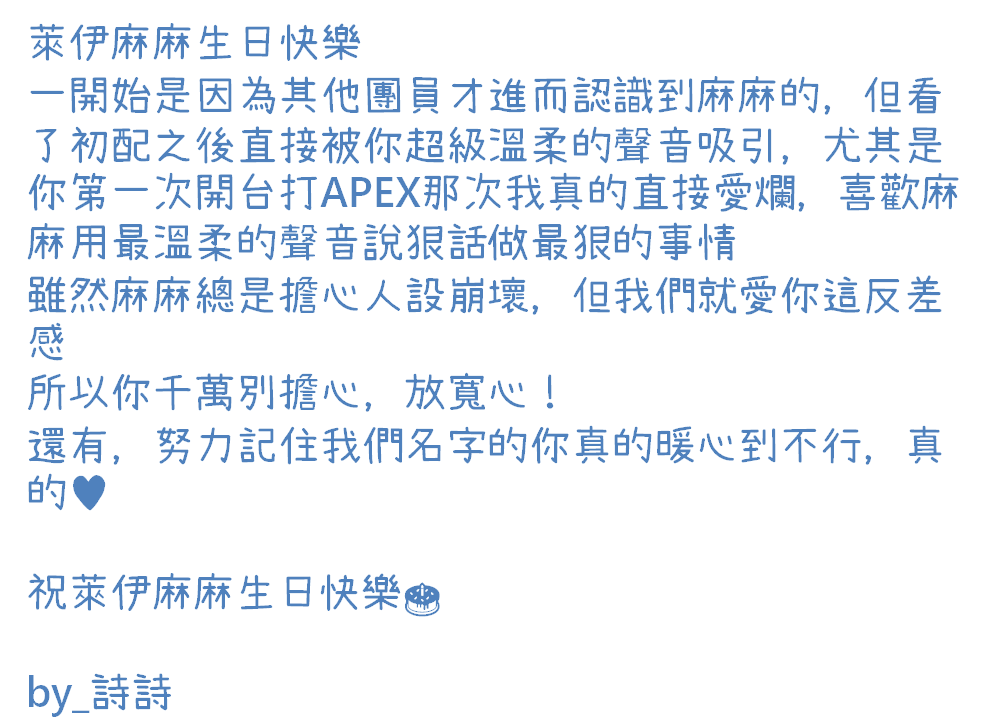 萊伊麻麻生日快樂
一開始是因為其他團員才進而認識到麻麻的，但看
了初配之後直接被你超級溫柔的聲音吸引，尤其是
你第一次開台打APEX那次我真的直接愛爛，喜歡麻
麻用最溫柔的聲音說狠話做最狠的事情
雖然麻麻總是擔心人設崩壞，但我們就愛你這反差
感
所以你千萬別擔心，放寬心！
還有，努力記住我們名字的你真的暖心到不行，真
的♥
祝萊伊麻麻生日快樂🎂
by_詩詩